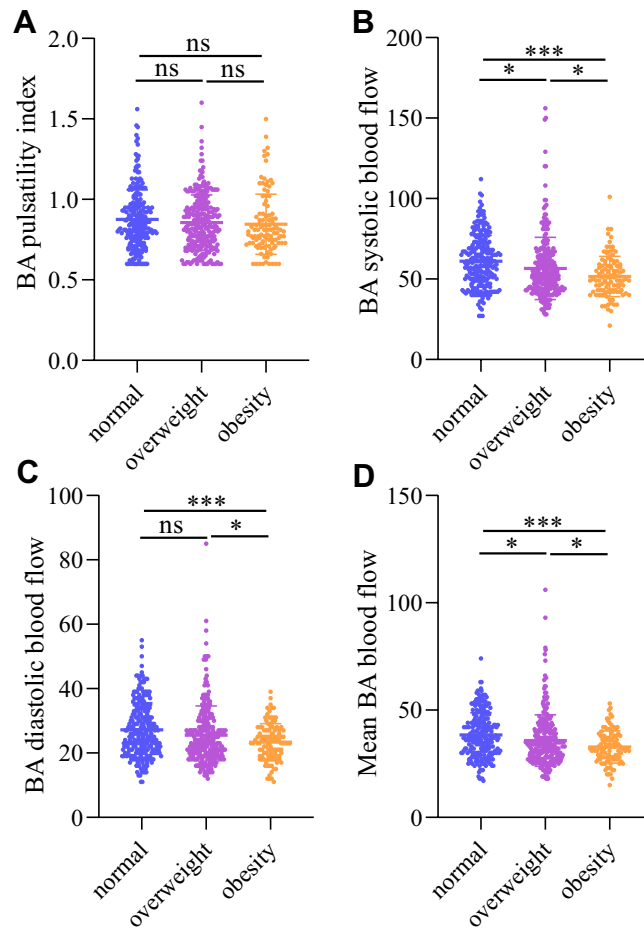 A
BA pulsatility index
2.0
1.5
1.0
0.5
0.0
ns
ns
ns
normal
overweight
obesity
B
BA systolic blood flow
200
150
100
50
0
***
*
*
normal
overweight
obesity
C
BA diastolic blood flow
100
80
60
40
20
0
***
ns
*
normal
overweight
obesity
D
Mean BA blood flow
150
100
50
0
***
*
*
normal
overweight
obesity